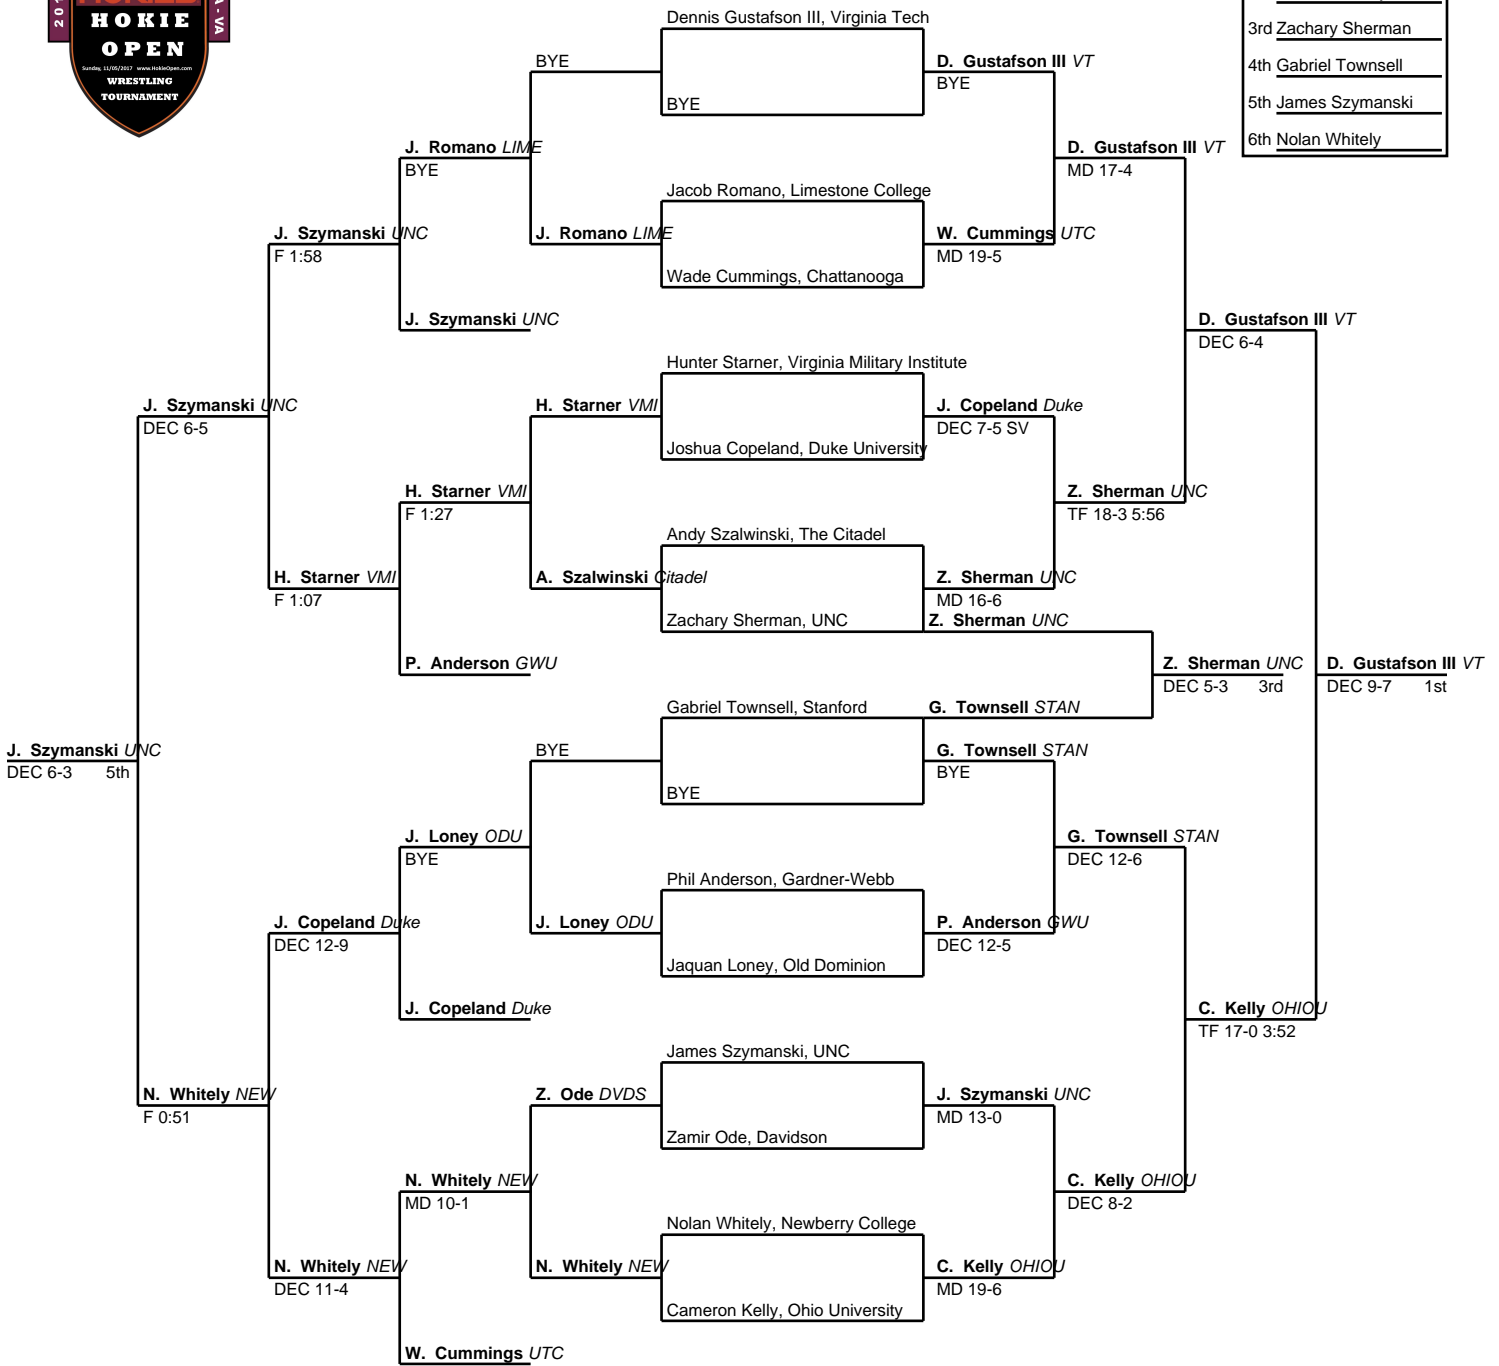 HOKIE
OPEN
Sunday, 11/05/2017 www.HokieOpen.com
WRESTLING
TOURNAMENT
3rd Zachary Sherman
4th Gabriel Townsell
5th James Szymanski
6th Nolan Whitely
Dennis Gustafson III, Virginia Tech
BYE
D. Gustafson III VT
BYE
BYE
J. Romano LIME
BYE
D. Gustafson III VT
MD 17-4
Jacob Romano, Limestone College
J. Szymanski UNC
F 1:58
J. Romano LIME
W. Cummings UTC
MD 19-5
Wade Cummings, Chattanooga
J. Szymanski UNC
D. Gustafson III VT
DEC 6-4
Hunter Starner, Virginia Military Institute
J. Szymanski UNC
DEC 6-5
H. Starner VMI
J. Copeland Duke
DEC 7-5 SV
Joshua Copeland, Duke University
H. Starner VMI
F 1:27
Z. Sherman UNC
TF 18-3 5:56
Andy Szalwinski, The Citadel
H. Starner VMI
F 1:07
A. Szalwinski Citadel
Z. Sherman UNC
MD 16-6
Zachary Sherman, UNC
Z. Sherman UNC
P. Anderson GWU
Z. Sherman UNC
DEC 5-3 3rd
D. Gustafson III VT
DEC 9-7 1st
Gabriel Townsell, Stanford
G. Townsell STAN
J. Szymanski UNC
DEC 6-3 5th
BYE
G. Townsell STAN
BYE
BYE
J. Loney ODU
BYE
G. Townsell STAN
DEC 12-6
Phil Anderson, Gardner-Webb
J. Copeland Duke
DEC 12-9
J. Loney ODU
P. Anderson GWU
DEC 12-5
Jaquan Loney, Old Dominion
J. Copeland Duke
C. Kelly OHIOU
TF 17-0 3:52
James Szymanski, UNC
N. Whitely NEW
F 0:51
Z. Ode DVDS
J. Szymanski UNC
MD 13-0
Zamir Ode, Davidson
N. Whitely NEW
MD 10-1
C. Kelly OHIOU
DEC 8-2
Nolan Whitely, Newberry College
N. Whitely NEW
DEC 11-4
N. Whitely NEW
C. Kelly OHIOU
MD 19-6
Cameron Kelly, Ohio University
W. Cummings UTC